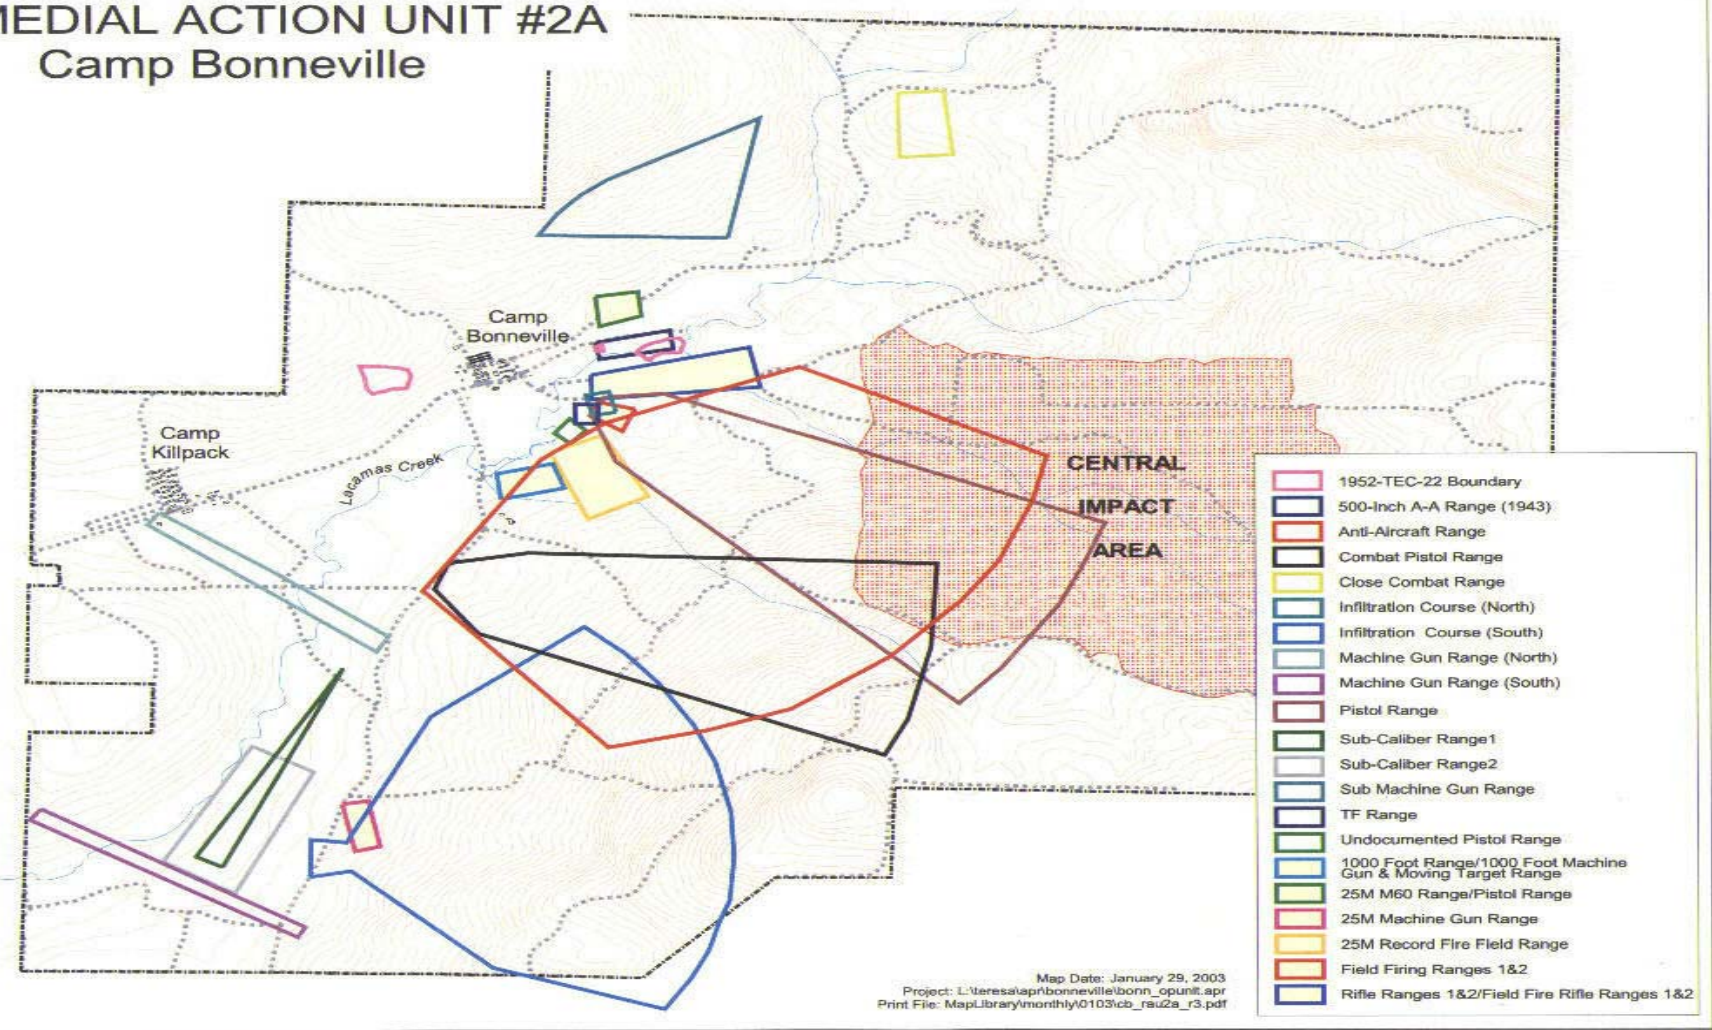 MEDIAL ACTION UNIT #2A
Camp Bonneville
Camp
Bonneville
Camp
Killpack
Lacamas Creek
CENTRAL
IMPACT
AREA
1952-TEC-22 Boundary
500-Inch A-A Range (1943)
Anti-Aircraft Range
Combat Pistol Range
Close Combat Range
Infiltration Course (North)
Infiltration Course (South)
Machine Gun Range (North)
Machine Gun Range (South)
Pistol Range
Sub-Caliber Range1
Sub-Caliber Range2
Sub Machine Gun Range
TF Range
Undocumented Pistol Range
1000 Foot Range/1000 Foot Machine
Gun & Moving Target Range
25M M60 Range/Pistol Range
25M Machine Gun Range
25M Record Fire Field Range
Field Firing Ranges 1&2
Rifle Ranges 1&2/Field Fire Rifle Ranges 1&2
Map Date: January 29, 2003
Project: L:\teresa\apr\bonneville\bonn_opunit.apr
Print File: MapLibrary\monthly\0103\cb_rau2a_r3.pdf